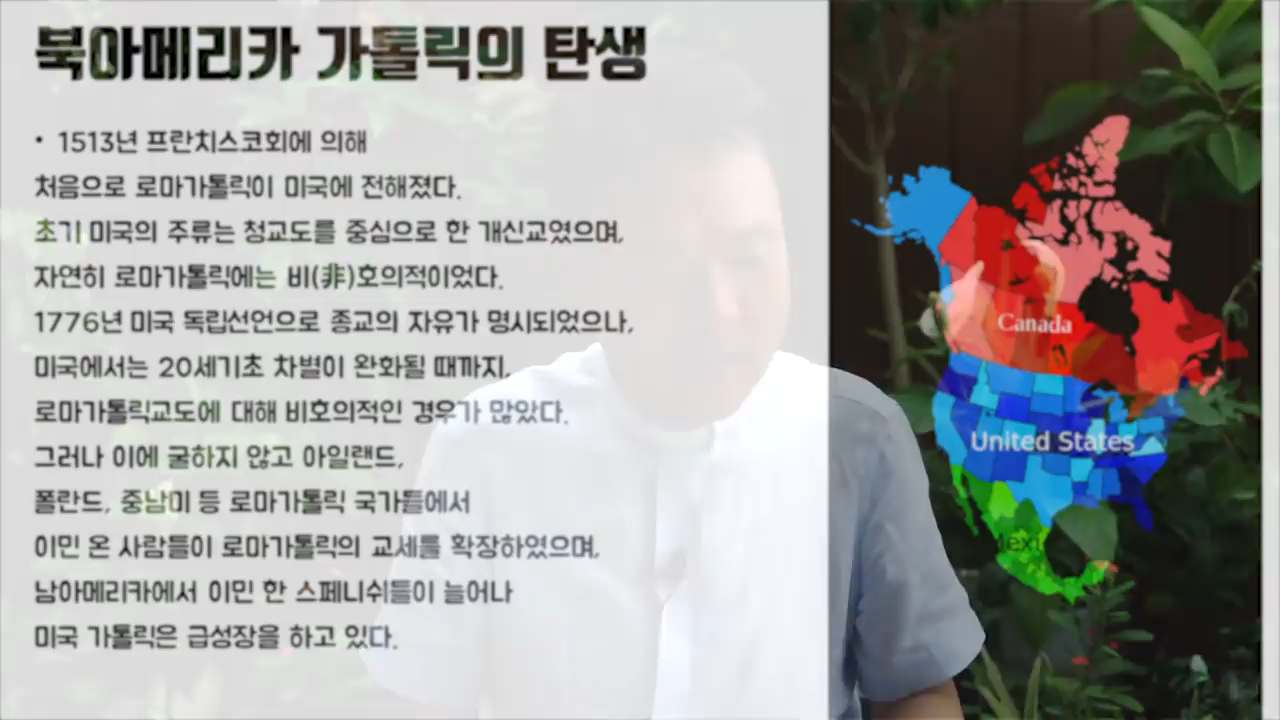 북아메리카 가톨릭의 탄생
• 1513년 프란치스코회에 의해
처음으로 로마가톨릭이 미국에 전해졌다.
초기 미국의 주류는 청교도를 중심으로 한 개신교였으며,
자연히 로마가톨릭에는 비(非)호의적이었다.
1776년 미국 독립선언으로 종교의 자유가 명시되었으나,
미국에서는 20세기초 차별이 완화될 때까지,
로마가톨릭교도에 대해 비호의적인 경우가 많았다.
그러나 이에 굴하지 않고 아일랜드,
폴란드, 중남미 등 로마가톨릭 국가들에서
이민 온 사람들이 로마가톨릭의 교세를 확장하였으며,
남아메리카에서 이민 한 스페니쉬들이 늘어나
미국 가톨릭은 급성장을 하고 있다.
Canada
United States